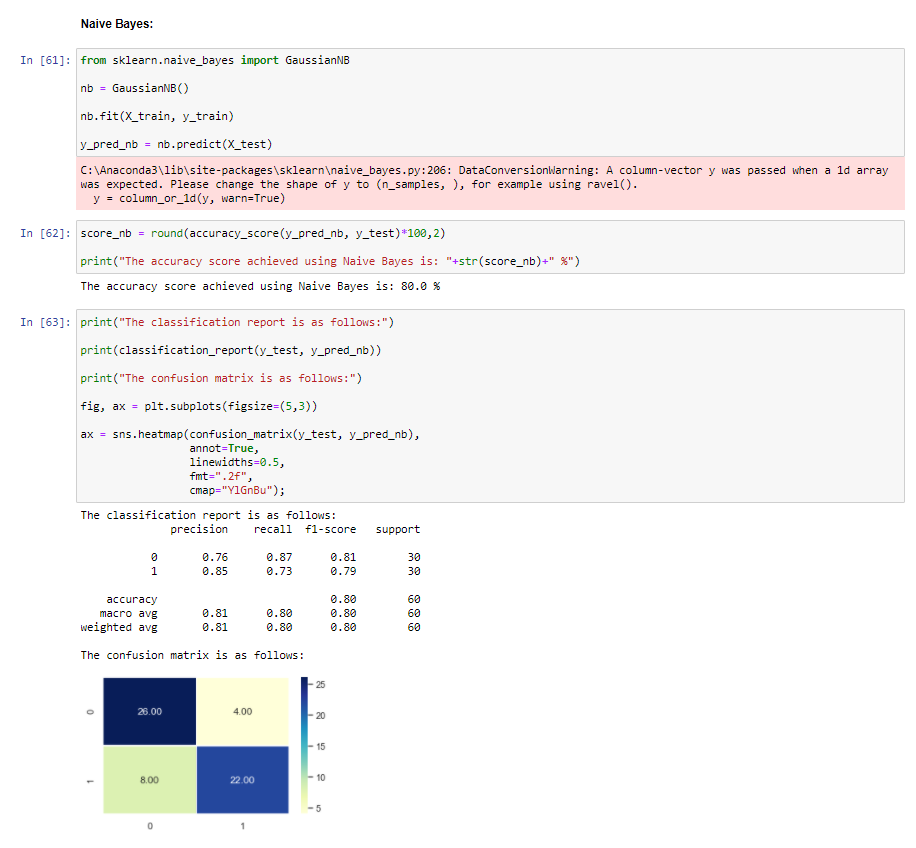 Naive Bayes:
In [61]: from sklearn.naive_bayes import GaussianNB
nb = GaussianNB()
nb.fit(X_train, y_train)
y_pred_nb = nb.predict(X_test)
C:\Anaconda3\lib\site-packages\sklearn\naive_bayes.py:206: DataConversionWarning: A column-vector y was passed when a 1d array
was expected. Please change the shape of y to (n_samples, ), for example using ravel().
  y = column_or_1d(y, warn=True)
In [62]: score_nb = round(accuracy_score(y_pred_nb, y_test)*100,2)
print("The accuracy score achieved using Naive Bayes is: "+str(score_nb)+" %")
The accuracy score achieved using Naive Bayes is: 80.0 %
In [63]: print("The classification report is as follows:")
print(classification_report(y_test, y_pred_nb))
print("The confusion matrix is as follows:")
fig, ax = plt.subplots(figsize=(5,3))
ax = sns.heatmap(confusion_matrix(y_test, y_pred_nb),
                 annot=True,
                 linewidths=0.5,
                 fmt=".2f",
                 cmap="YlGnBu");
The classification report is as follows:
              precision    recall  f1-score   support
           0       0.76      0.87      0.81        30
           1       0.85      0.73      0.79        30
    accuracy                           0.80        60
   macro avg       0.81      0.80      0.80        60
weighted avg       0.81      0.80      0.80        60
The confusion matrix is as follows:
0 26.00 4.00
1 8.00 22.00
0 1
25
20
15
10
5